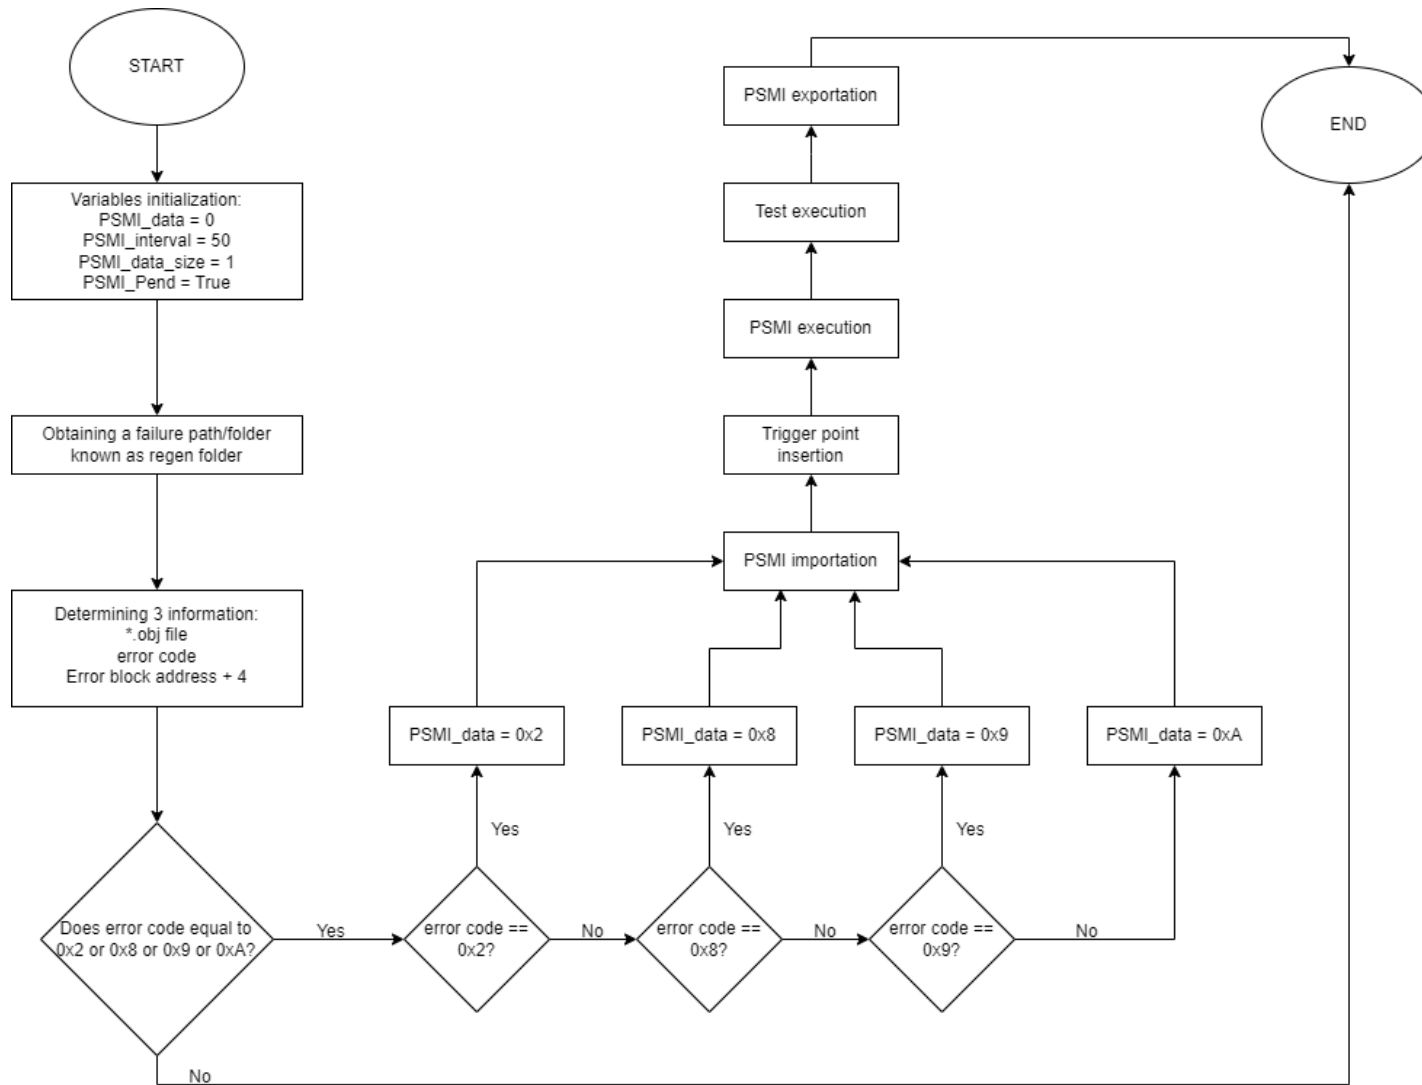 START
Variables initialization:
PSMI_data = 0
PSMI_interval = 50
PSMI_data_size = 1
PSMI_Pend = True
Obtaining a failure path/folder
known as regen folder
Determining 3 information:
*.obj file
error code
Error block address + 4
Does error code equal to
0x2 or 0x8 or 0x9 or 0xA?
Yes
No
error code ==
0x2?
Yes
No
error code ==
0x8?
Yes
No
error code ==
0x9?
Yes
No
PSMI_data = 0x2
PSMI_data = 0x8
PSMI_data = 0x9
PSMI_data = 0xA
PSMI importation
Trigger point
insertion
PSMI execution
Test execution
PSMI exportation
END